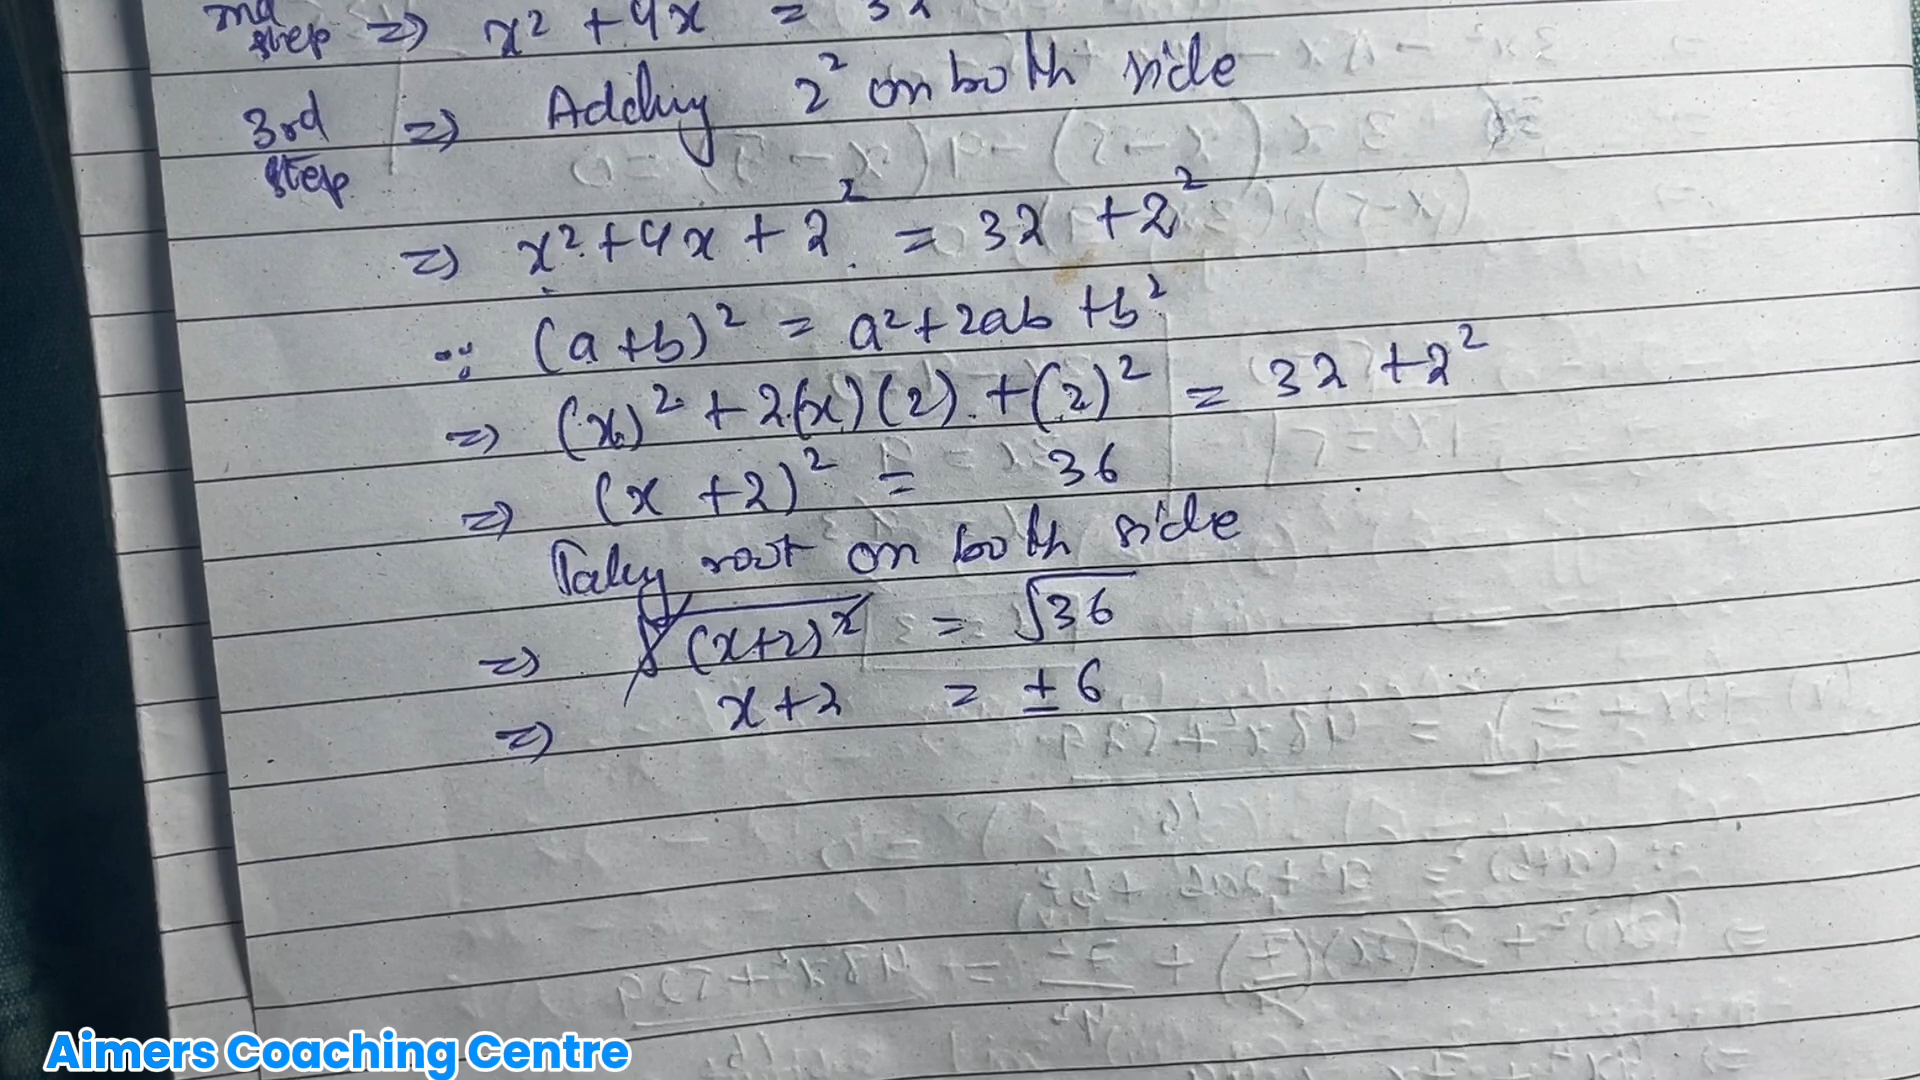 step ⇒ x² + 4x = 32
3rd step ⇒ Adding 2² on both side
⇒ x² + 4x + 2² = 32 + 2²
∵ (a+b)² = a² + 2ab + b²
⇒ (x)² + 2(x)(2) + (2)² = 32 + 2²
⇒ (x + 2)² = 36
Taking root on both side
⇒ √(x+2)² = √36
⇒ x+2 = ± 6
Aimers Coaching Centre